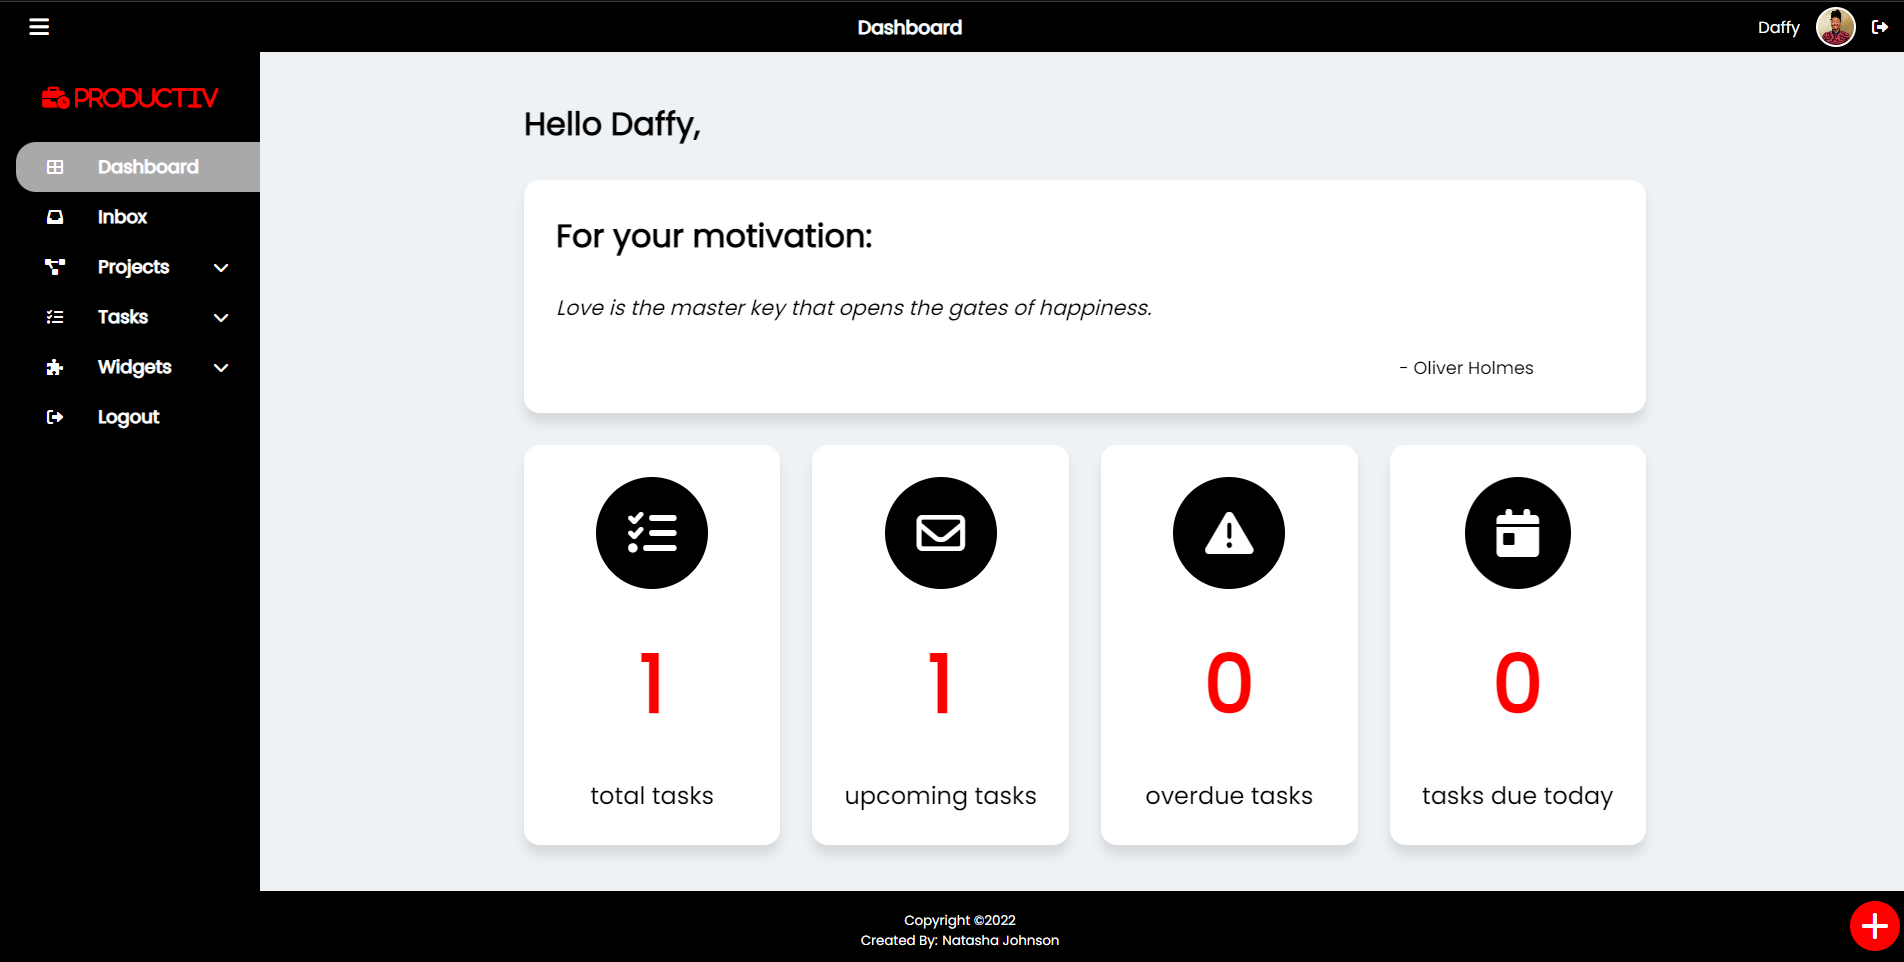 Dashboard
Daffy
PRODUCTIV
Dashboard
Inbox
Projects
Tasks
Widgets
Logout
Hello Daffy,
For your motivation:
Love is the master key that opens the gates of happiness.
- Oliver Holmes
1
total tasks
1
upcoming tasks
0
overdue tasks
0
tasks due today
Copyright ©2022
Created By: Natasha Johnson